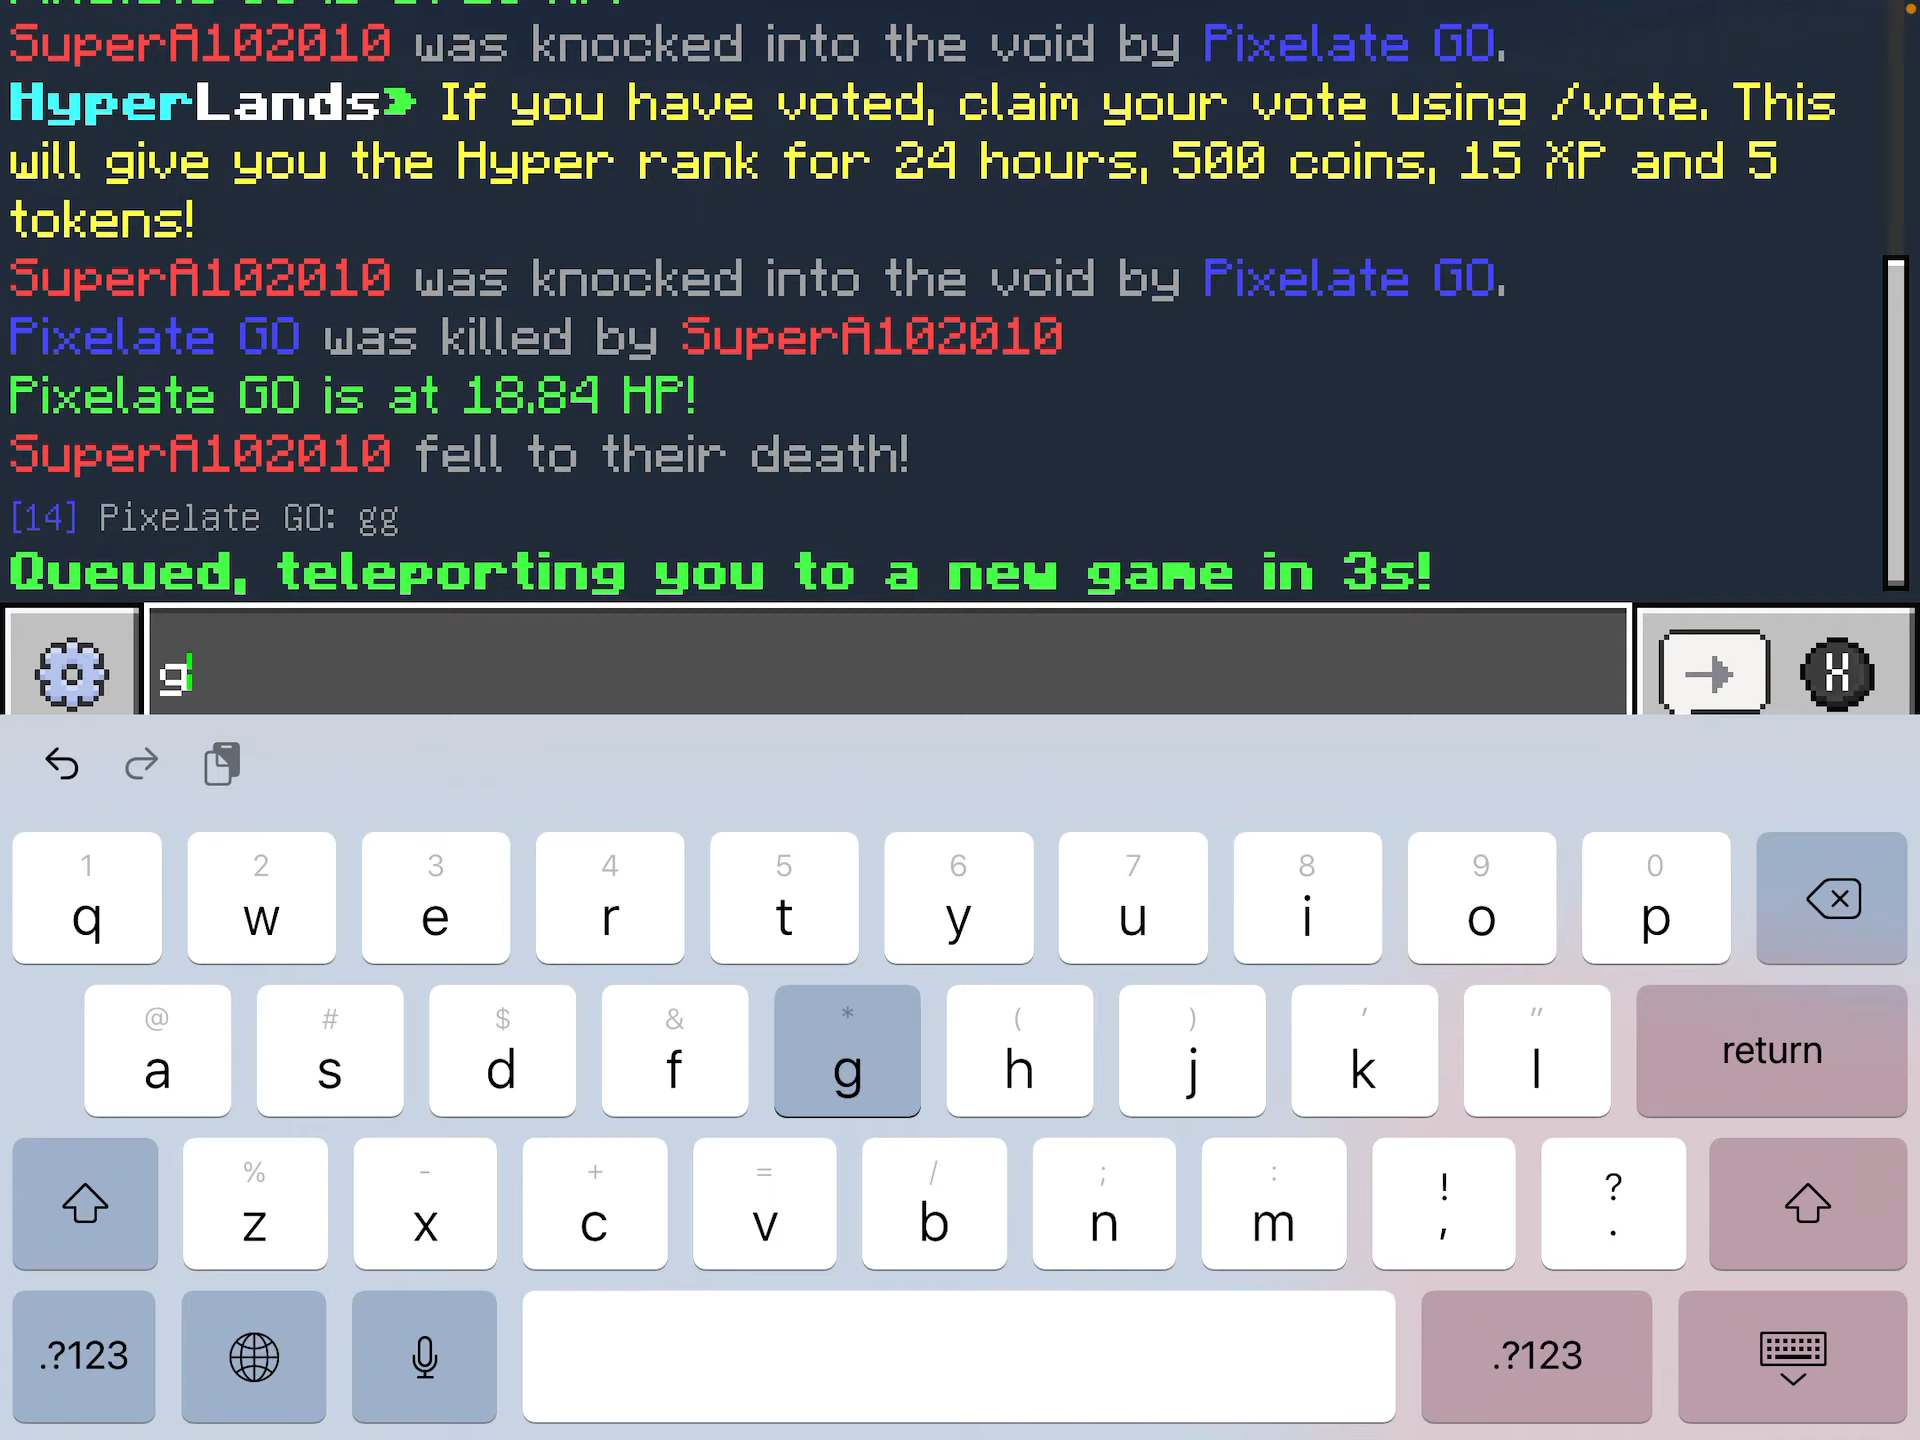 SuperA102010 was knocked into the void by Pixelate GO.
HyperLands If you have voted, claim your vote using /vote. This
will give you the Hyper rank for 24 hours, 500 coins, 15 XP and 5
tokens!
SuperA102010 was knocked into the void by Pixelate GO.
Pixelate GO was killed by SuperA102010
Pixelate GO is at 18.84 HP!
SuperA102010 fell to their death!
[14] Pixelate GO: gg
Queued, teleporting you to a new game in 3s!
g
X
1 2 3 4 5 6 7 8 9 0
q w e r t y u i o p
@ # $ & * ( ) ' "
a s d f g h j k l return
% - + = / ; : ! ?
z x c v b n m , .
.?123 .?123